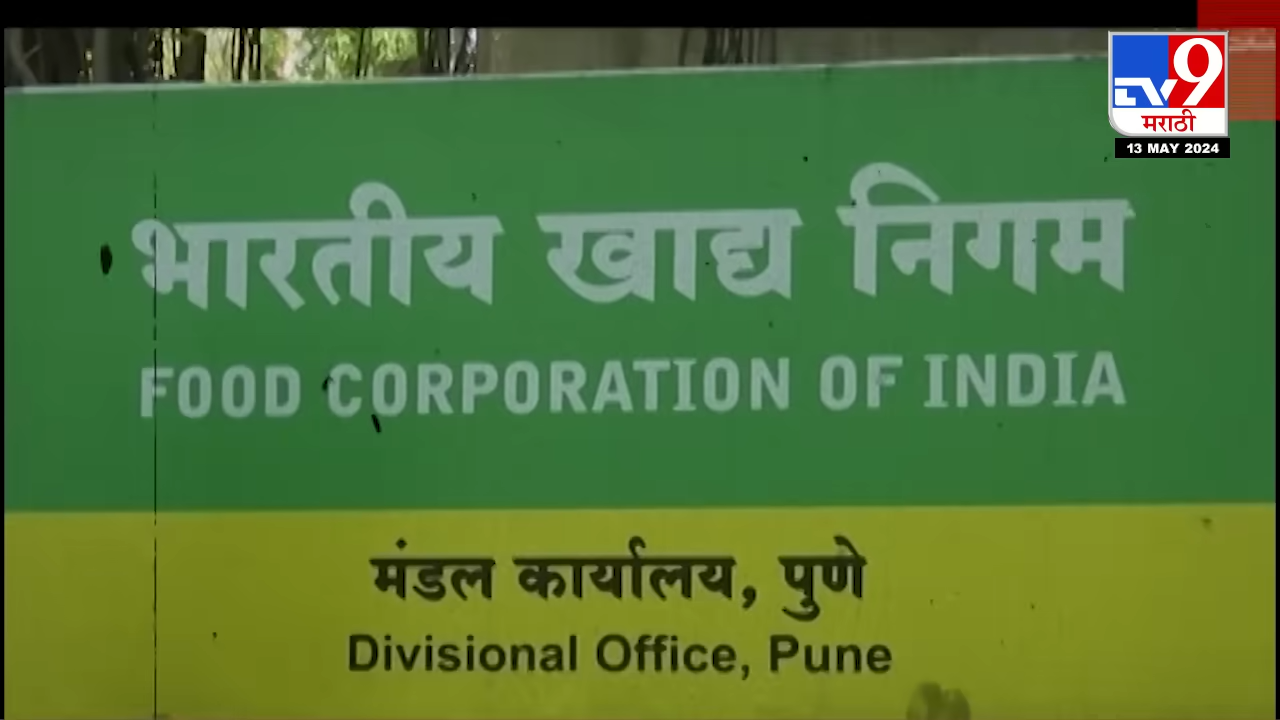 TV9
मराठी
13 MAY 2024
भारतीय खाद्य निगम
FOOD CORPORATION OF INDIA
मंडल कार्यालय, पुणे
Divisional Office, Pune